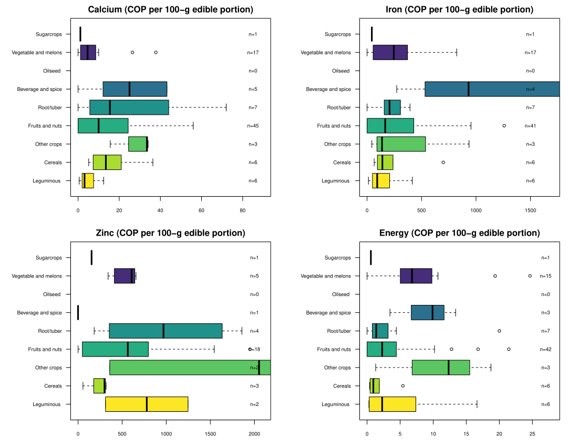 Calcium (COP per 100−g edible portion)
Sugarcrops
n=1
Vegetable and melons
n=17
Oilseed
n=0
Beverage and spice
n=5
Root/tuber
n=7
Fruits and nuts
n=45
Other crops
n=3
Cereals
n=6
Leguminous
n=6
0 20 40 60 80
Iron (COP per 100−g edible portion)
Sugarcrops
n=1
Vegetable and melons
n=17
Oilseed
n=0
Beverage and spice
n=4
Root/tuber
n=7
Fruits and nuts
n=41
Other crops
n=3
Cereals
n=6
Leguminous
n=6
0 500 1000 1500
Zinc (COP per 100−g edible portion)
Sugarcrops
n=1
Vegetable and melons
n=5
Oilseed
n=0
Beverage and spice
n=1
Root/tuber
n=4
Fruits and nuts
n=18
Other crops
Cereals
n=3
Leguminous
n=2
0 500 1000 1500 2000
Energy (COP per 100−g edible portion)
Sugarcrops
n=1
Vegetable and melons
n=15
Oilseed
n=0
Beverage and spice
n=3
Root/tuber
n=7
Fruits and nuts
n=42
Other crops
n=3
Cereals
n=6
Leguminous
n=6
0 5 10 15 20 25